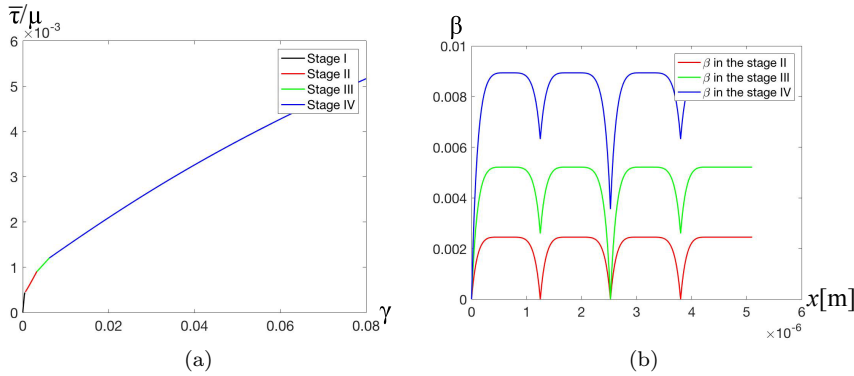 τ̅/μ
×10⁻³
6
5
4
3
2
1
0
0 0.02 0.04 0.06 0.08
γ
Stage I
Stage II
Stage III
Stage IV
(a)
β
0.01
0.008
0.006
0.004
0.002
0
0 1 2 3 4 5 6
x[m]
×10⁻⁶
β in the stage II
β in the stage III
β in the stage IV
(b)